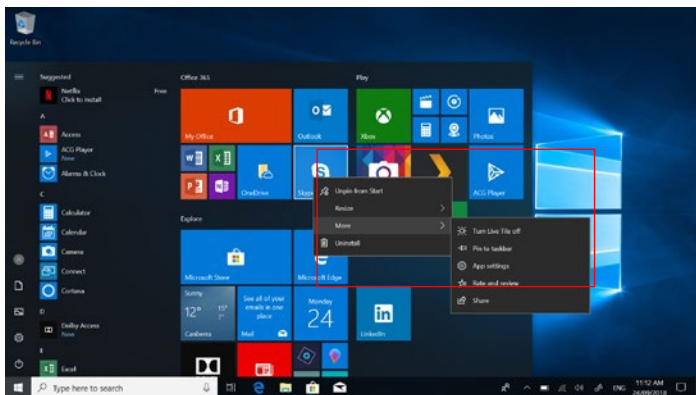 Recycle Bin
Suggested
Netflix
Click to install
Free
A
Access
ACG Player
New
Alarms & Clock
C
Calculator
Calendar
Camera
Connect
Cortana
D
Dolby Access
New
E
Excel
Office 365
My Office
Outlook
OneDrive
Explore
Microsoft Store
Microsoft Edge
Sunny
12°
15°
Canberra
See all of your
emails in one
place
Mail
Monday
24
LinkedIn
Play
Xbox
Photos
ACG Player
Unpin from Start
Resize
More
Uninstall
Turn Live Tile off
Pin to taskbar
App settings
Rate and review
Share
Type here to search
ENG
11:12 AM
24/09/2018